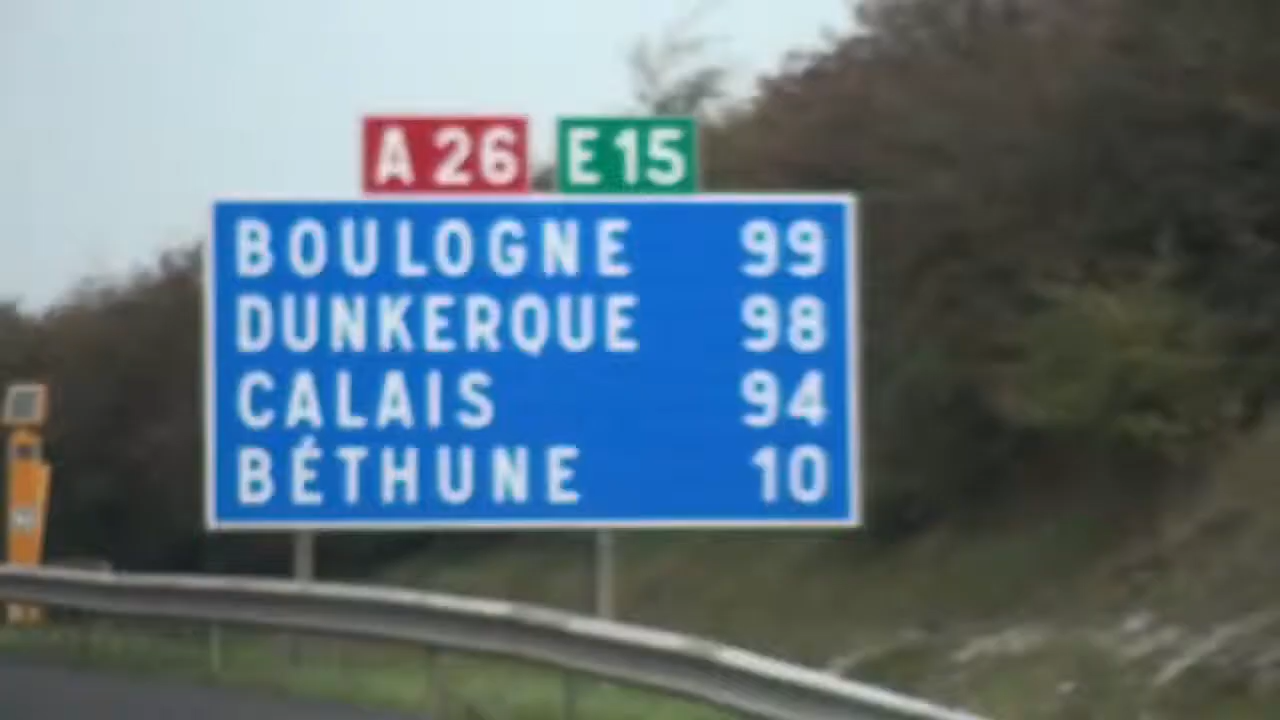 A 26 E 15
BOULOGNE 99
DUNKERQUE 98
CALAIS 94
BÉTHUNE 10